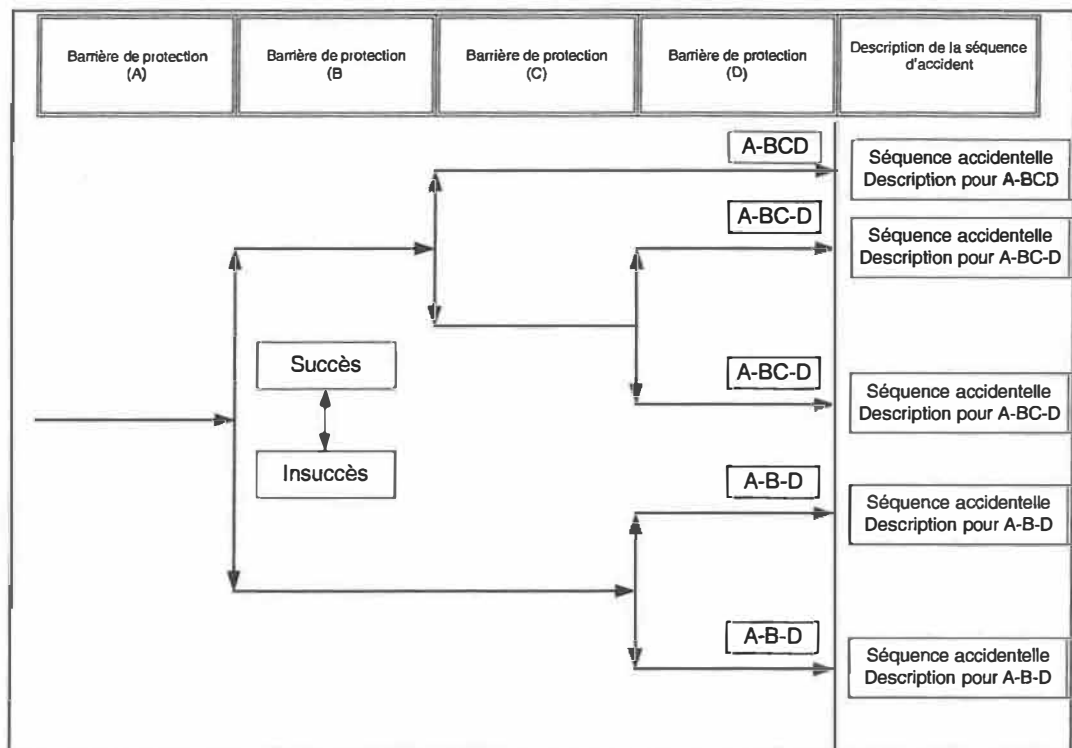 Barrière de protection
(A)
Barrière de protection
(B
Barrière de protection
(C)
Barrière de protection
(D)
Description de la séquence
d'accident
A-BCD
Séquence accidentelle
Description pour A-BCD
A-BC-D
Séquence accidentelle
Description pour A-BC-D
Succès
A-BC-D
Séquence accidentelle
Description pour A-BC-D
Insuccès
A-B-D
Séquence accidentelle
Description pour A-B-D
A-B-D
Séquence accidentelle
Description pour A-B-D